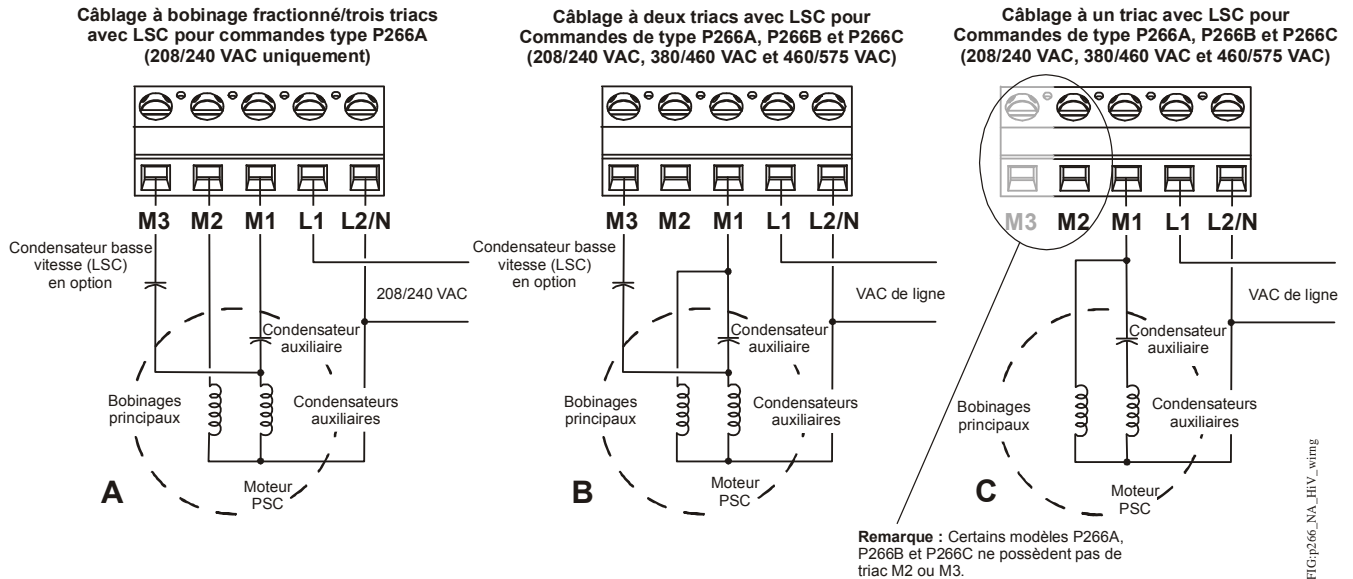 Câblage à bobinage fractionné/trois triacs
avec LSC pour commandes type P266A
(208/240 VAC uniquement)
M3 M2 M1 L1 L2/N
Condensateur basse
vitesse (LSC)
en option
208/240 VAC
Condensateur
auxiliaire
Bobinages
principaux
Condensateurs
auxiliaires
Moteur
PSC
A
Câblage à deux triacs avec LSC pour
Commandes de type P266A, P266B et P266C
(208/240 VAC, 380/460 VAC et 460/575 VAC)
M3 M2 M1 L1 L2/N
Condensateur basse
vitesse (LSC)
en option
VAC de ligne
Condensateur
auxiliaire
Bobinages
principaux
Condensateurs
auxiliaires
Moteur
PSC
B
Câblage à un triac avec LSC pour
Commandes de type P266A, P266B et P266C
(208/240 VAC, 380/460 VAC et 460/575 VAC)
M3 M2 M1 L1 L2/N
VAC de ligne
Condensateur
auxiliaire
Bobinages
principaux
Condensateurs
auxiliaires
Moteur
PSC
C
Remarque : Certains modèles P266A,
P266B et P266C ne possèdent pas de
triac M2 ou M3.
FIG:p266_NA_HiV_wirng